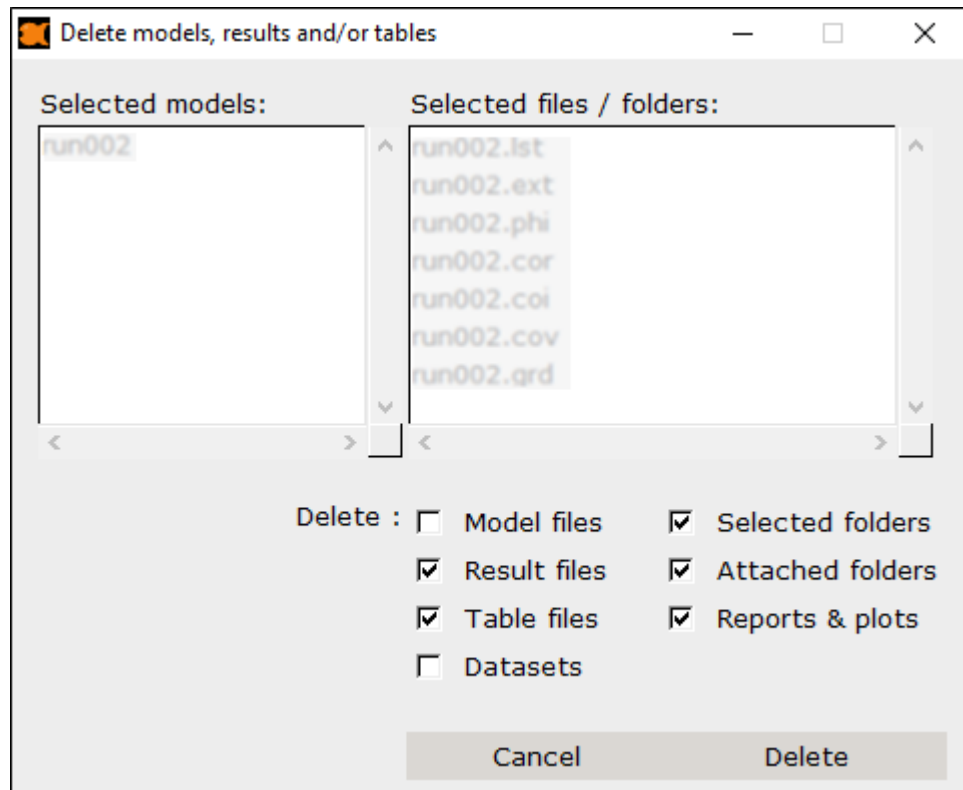 Delete models, results and/or tables
Selected models:
Selected files / folders:
run002
run002.lst
run002.ext
run002.phi
run002.cor
run002.coi
run002.cov
run002.grd
Delete :
Model files
Selected folders
Result files
Attached folders
Table files
Reports & plots
Datasets
Cancel
Delete